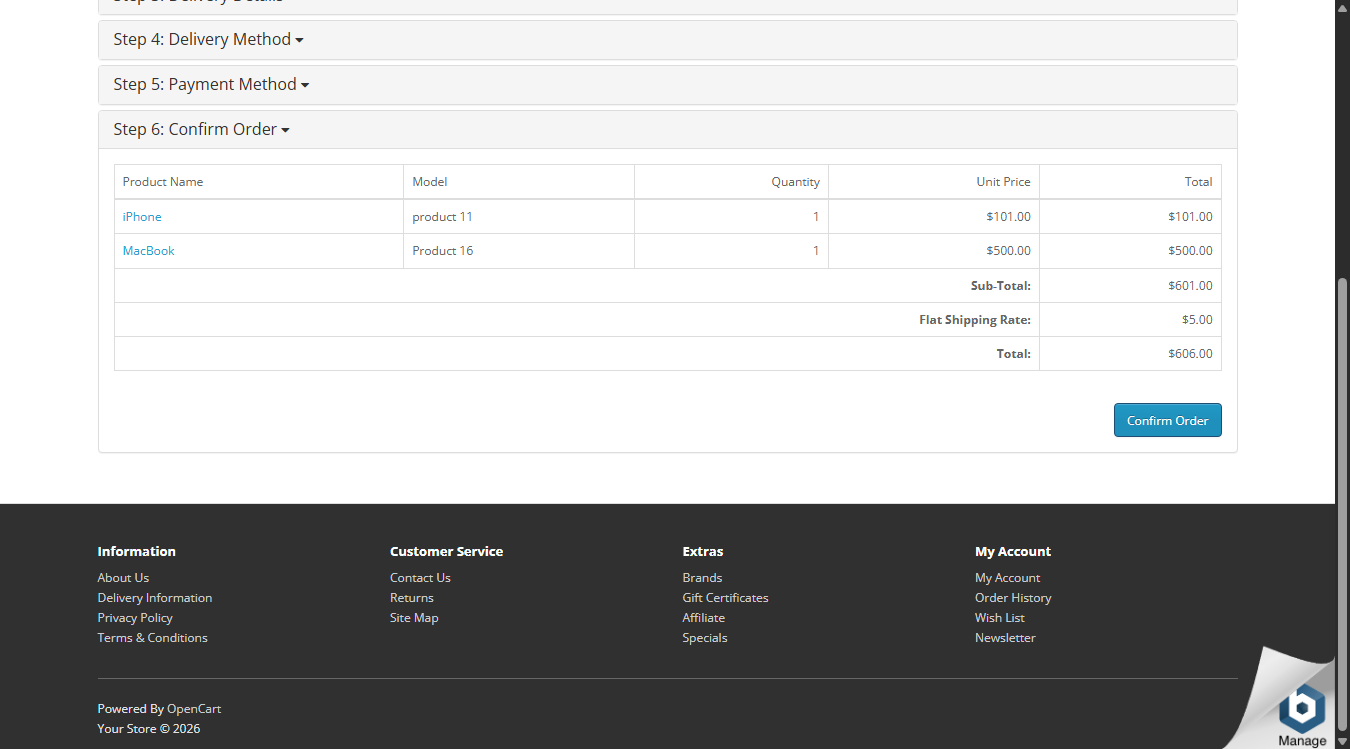 Step 3: Delivery Details
Step 4: Delivery Method
Step 5: Payment Method
Step 6: Confirm Order
Product Name Model Quantity Unit Price Total
iPhone product 11 1 $101.00 $101.00
MacBook Product 16 1 $500.00 $500.00
Sub-Total: $601.00
Flat Shipping Rate: $5.00
Total: $606.00
Confirm Order
Information Customer Service Extras My Account
About Us Contact Us Brands My Account
Delivery Information Returns Gift Certificates Order History
Privacy Policy Site Map Affiliate Wish List
Terms & Conditions Specials Newsletter
Powered By OpenCart
Your Store © 2026
Manage